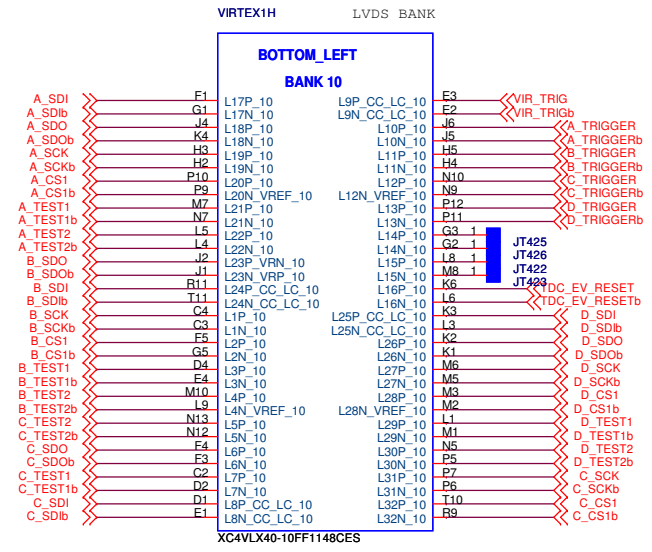 VIRTEX1H LVDS BANK
BOTTOM_LEFT
BANK 10
A_SDI F1 L17P_10 L9P_CC_LC_10 E3 VIR_TRIG
A_SDIb G1 L17N_10 L9N_CC_LC_10 E2 VIR_TRIGb
A_SDO J4 L18P_10 L10P_10 J6 A_TRIGGER
A_SDOb K4 L18N_10 L10N_10 J5 A_TRIGGERb
A_SCK H3 L19P_10 L11P_10 H5 B_TRIGGER
A_SCKb H2 L19N_10 L11N_10 H4 B_TRIGGERb
A_CS1 P10 L20P_10 L12P_10 N10 C_TRIGGER
A_CS1b P9 L20N_VREF_10 L12N_VREF_10 N9 C_TRIGGERb
A_TEST1 M7 L21P_10 L13P_10 P12 D_TRIGGER
A_TEST1b N7 L21N_10 L13N_10 P11 D_TRIGGERb
A_TEST2 L5 L22P_10 L14P_10 G3 1 JT425
A_TEST2b L4 L22N_10 L14N_10 G2 1 JT426
B_SDO J2 L23P_VRN_10 L15P_10 L8 1 JT422
B_SDOb J1 L23N_VRP_10 L15N_10 M8 1 JT423
B_SDI R11 L24P_CC_LC_10 L16P_10 K6 TDC_EV_RESET
B_SDIb T11 L24N_CC_LC_10 L16N_10 L6 TDC_EV_RESETb
B_SCK C4 L1P_10 L25P_CC_LC_10 K3 D_SDI
B_SCKb C3 L1N_10 L25N_CC_LC_10 L3 D_SDIb
B_CS1 F5 L2P_10 L26P_10 K2 D_SDO
B_CS1b G5 L2N_10 L26N_10 K1 D_SDOb
B_TEST1 D4 L3P_10 L27P_10 M6 D_SCK
B_TEST1b E4 L3N_10 L27N_10 M5 D_SCKb
B_TEST2 M10 L4P_10 L28P_10 M3 D_CS1
B_TEST2b L9 L4N_VREF_10 L28N_VREF_10 M2 D_CS1b
C_TEST2 N13 L5P_10 L29P_10 L1 D_TEST1
C_TEST2b N12 L5N_10 L29N_10 M1 D_TEST1b
C_SDO F4 L6P_10 L30P_10 N5 D_TEST2
C_SDOb F3 L6N_10 L30N_10 P5 D_TEST2b
C_TEST1 C2 L7P_10 L31P_10 P7 C_SCK
C_TEST1b D2 L7N_10 L31N_10 P6 C_SCKb
C_SDI D1 L8P_CC_LC_10 L32P_10 T10 C_CS1
C_SDIb E1 L8N_CC_LC_10 L32N_10 R9 C_CS1b
XC4VLX40-10FF1148CES